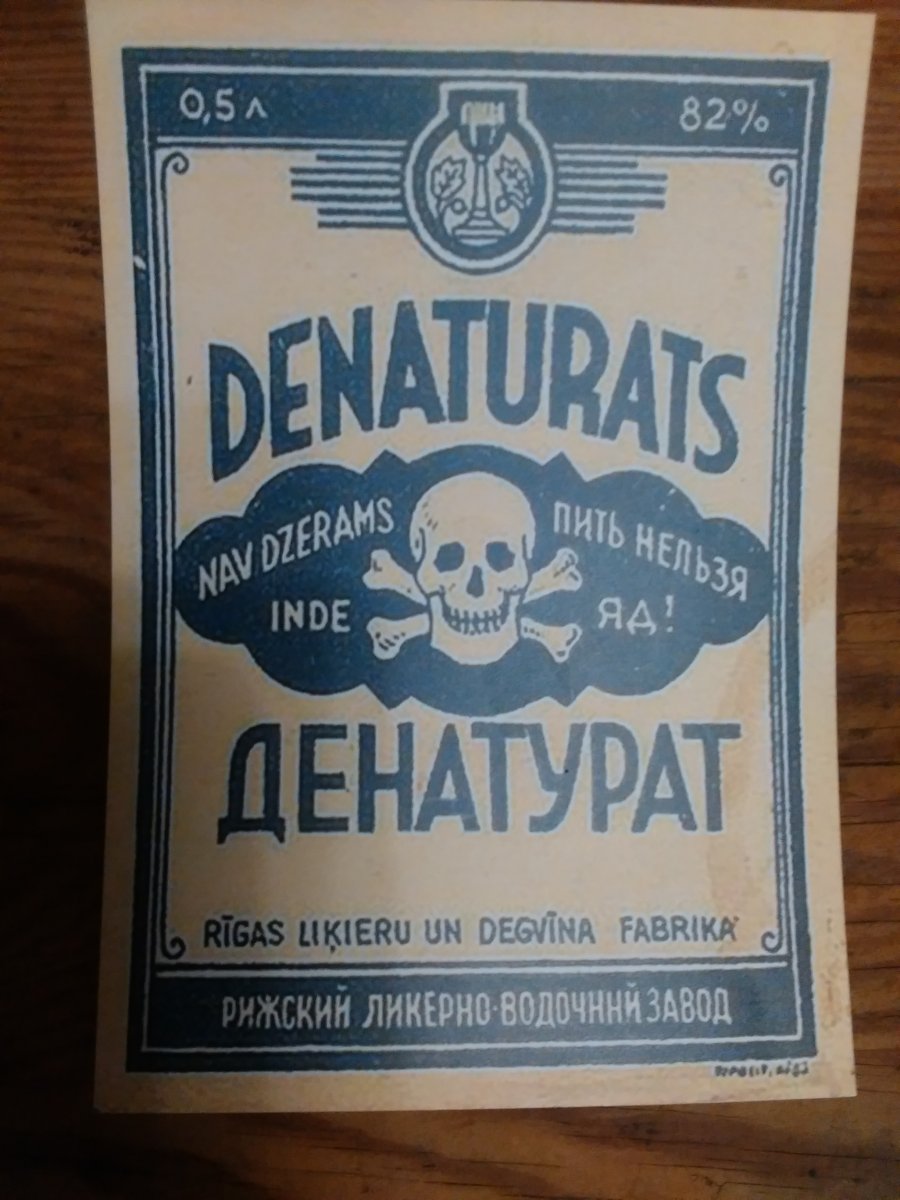 0,5 л
82%
DENATURATS
NAV DZERAMS
INDE
ПИТЬ НЕЛЬЗЯ
ЯД!
ДЕНАТУРАТ
RĪGAS LIĶIERU UN DEGVĪNA FABRIKA
РИЖСКИЙ ЛИКЕРНО-ВОДОЧННЙ ЗАВОД